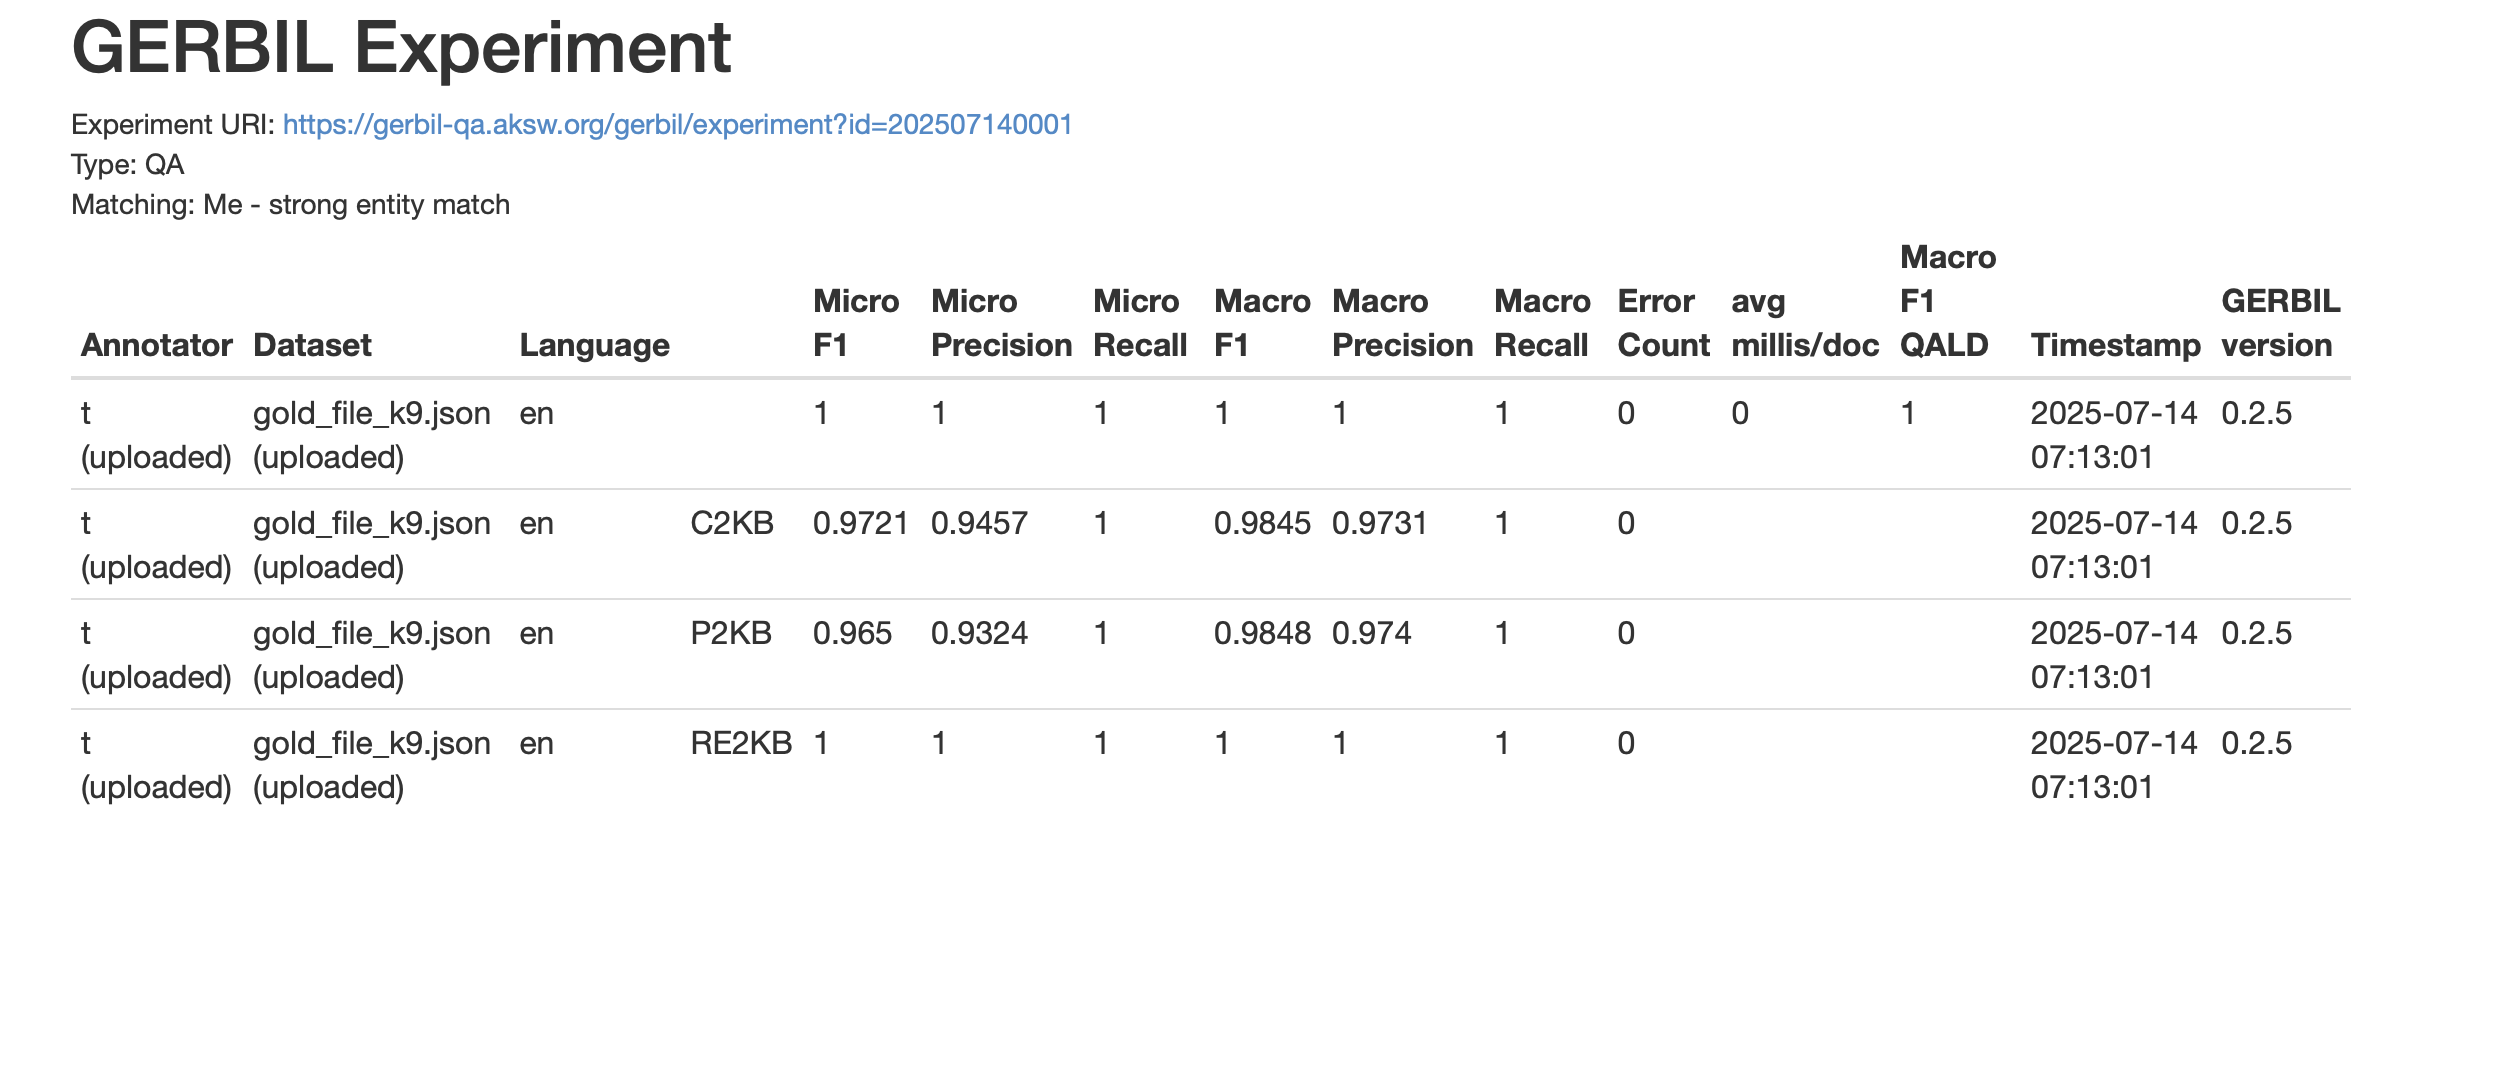 GERBIL Experiment
Experiment URI: https://gerbil-qa.aksw.org/gerbil/experiment?id=202507140001
Type: QA
Matching: Me - strong entity match
Annotator Dataset Language Micro F1 Micro Precision Micro Recall Macro F1 Macro Precision Macro Recall Error Count avg millis/doc Macro F1 QALD Timestamp GERBIL version
t gold_file_k9.json en 1 1 1 1 1 1 0 0 1 2025-07-14 0.2.5
(uploaded) (uploaded) 07:13:01
t gold_file_k9.json en C2KB 0.9721 0.9457 1 0.9845 0.9731 1 0 2025-07-14 0.2.5
(uploaded) (uploaded) 07:13:01
t gold_file_k9.json en P2KB 0.965 0.9324 1 0.9848 0.974 1 0 2025-07-14 0.2.5
(uploaded) (uploaded) 07:13:01
t gold_file_k9.json en RE2KB 1 1 1 1 1 1 0 2025-07-14 0.2.5
(uploaded) (uploaded) 07:13:01